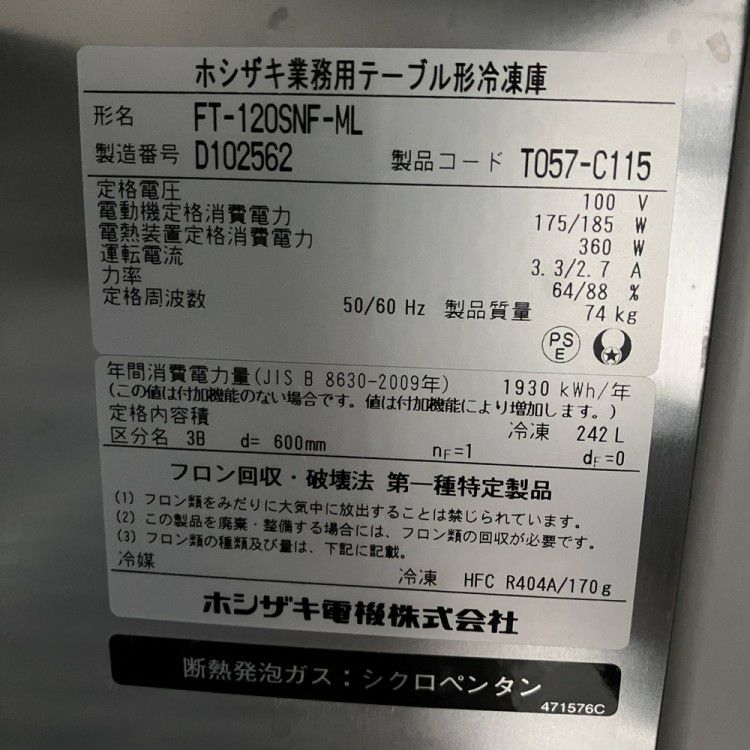 ホシザキ業務用テーブル形冷凍庫
形名 FT-120SNF-ML
製造番号 D102562 製品コード T057-C115
定格電圧 100 V
電動機定格消費電力 175/185 W
電熱装置定格消費電力 360 W
運転電流 3.3/2.7 A
力率 64/88 %
定格周波数 50/60 Hz 製品質量 74 kg
PS
E
年間消費電力量(JIS B 8630-2009年) 1930 kWh/年
(この値は付加機能のない場合です。値は付加機能により増加します。)
定格内容積 冷凍 242 L
区分名 3B d= 600mm nF=1 dF=0
フロン回収・破壊法 第一種特定製品
(1) フロン類をみだりに大気中に放出することは禁じられています。
(2) この製品を廃棄・整備する場合には、フロン類の回収が必要です。
(3) フロン類の種類及び量は、下記に記載。
冷媒
冷凍 HFC R404A/170g
ホシザキ電機株式会社
断熱発泡ガス:シクロペンタン
471576C